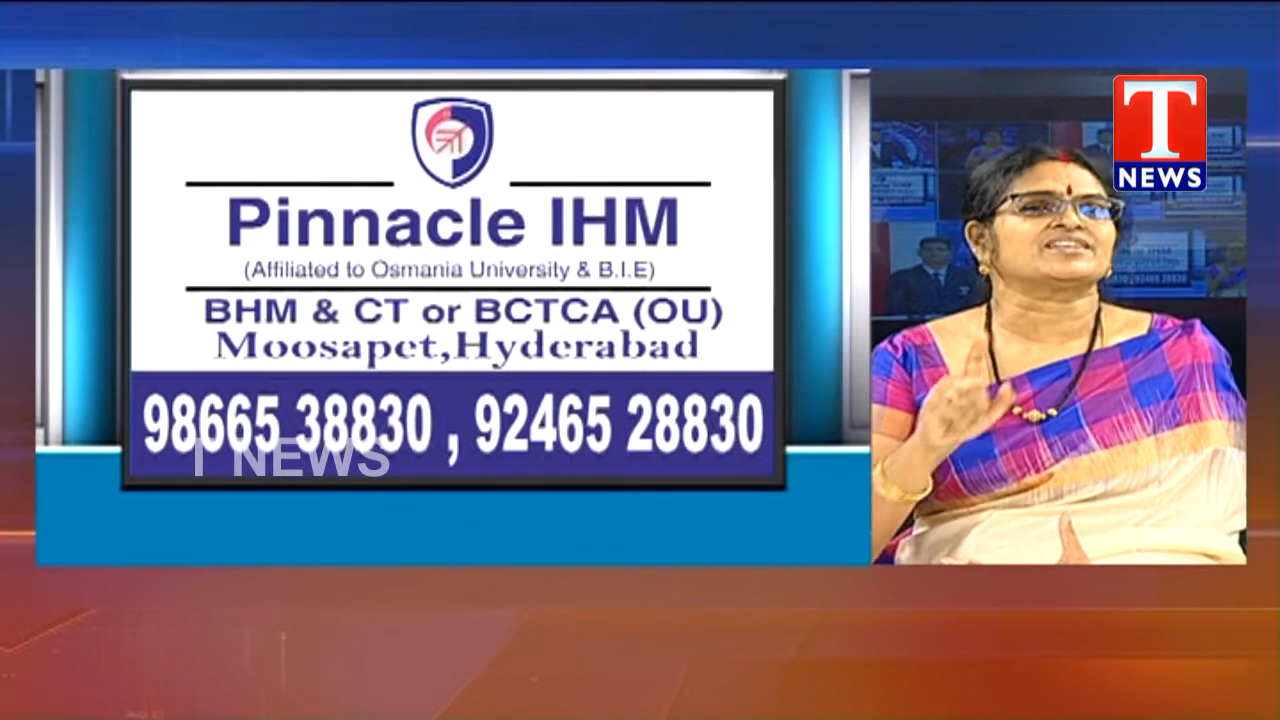 Pinnacle IHM
(Affiliated to Osmania University & B.I.E)
BHM & CT or BCTCA (OU)
Moosapet,Hyderabad
98665 38830 , 92465 28830
T NEWS
T
NEWS